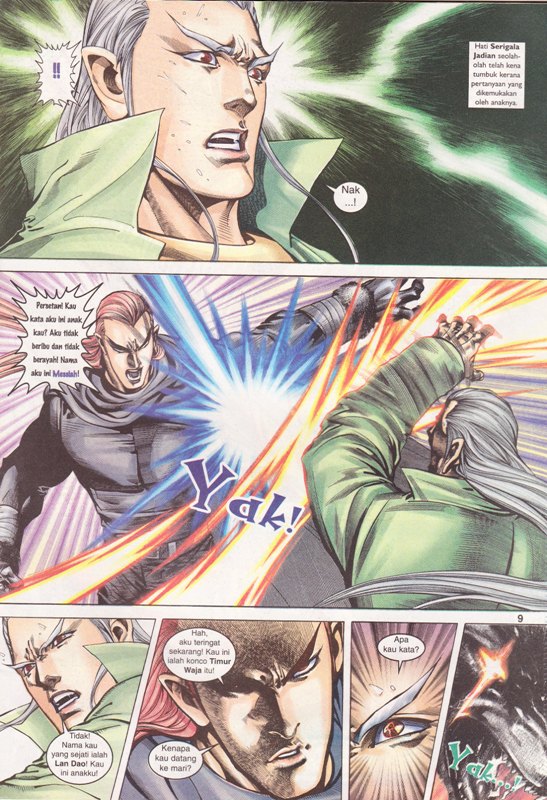 !!
Hati Serigala
Jadian seolah-
olah telah kena
tumbuk kerana
pertanyaan yang
dikemukakan
oleh anaknya.
Nak
...!
Persetan! Kau
kata aku ini anak
kau? Aku tidak
beribu dan tidak
berayah! Nama
aku ini Messiah!
Yak!
9
Tidak!
Nama kau
yang sejati ialah
Lan Dao! Kau
ini anakku!
Hah,
aku teringat
sekarang! Kau ini
ialah konco Timur
Waja itu!
Kenapa
kau datang
ke mari?
Apa
kau kata?